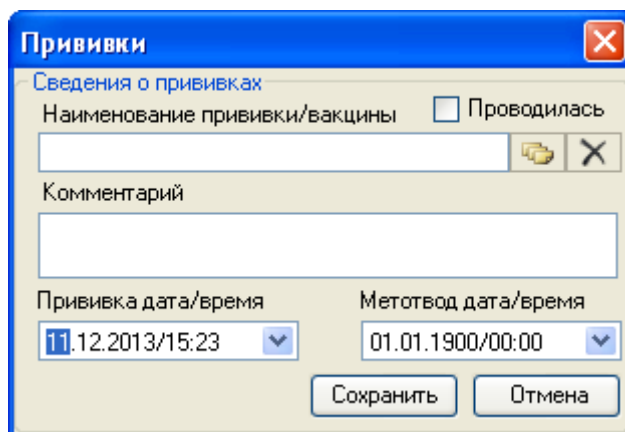 Прививки
Сведения о прививках
Наименование прививки/вакцины Проводилась
Комментарий
Прививка дата/время Метотвод дата/время
11.12.2013/15:23 01.01.1900/00:00
Сохранить Отмена